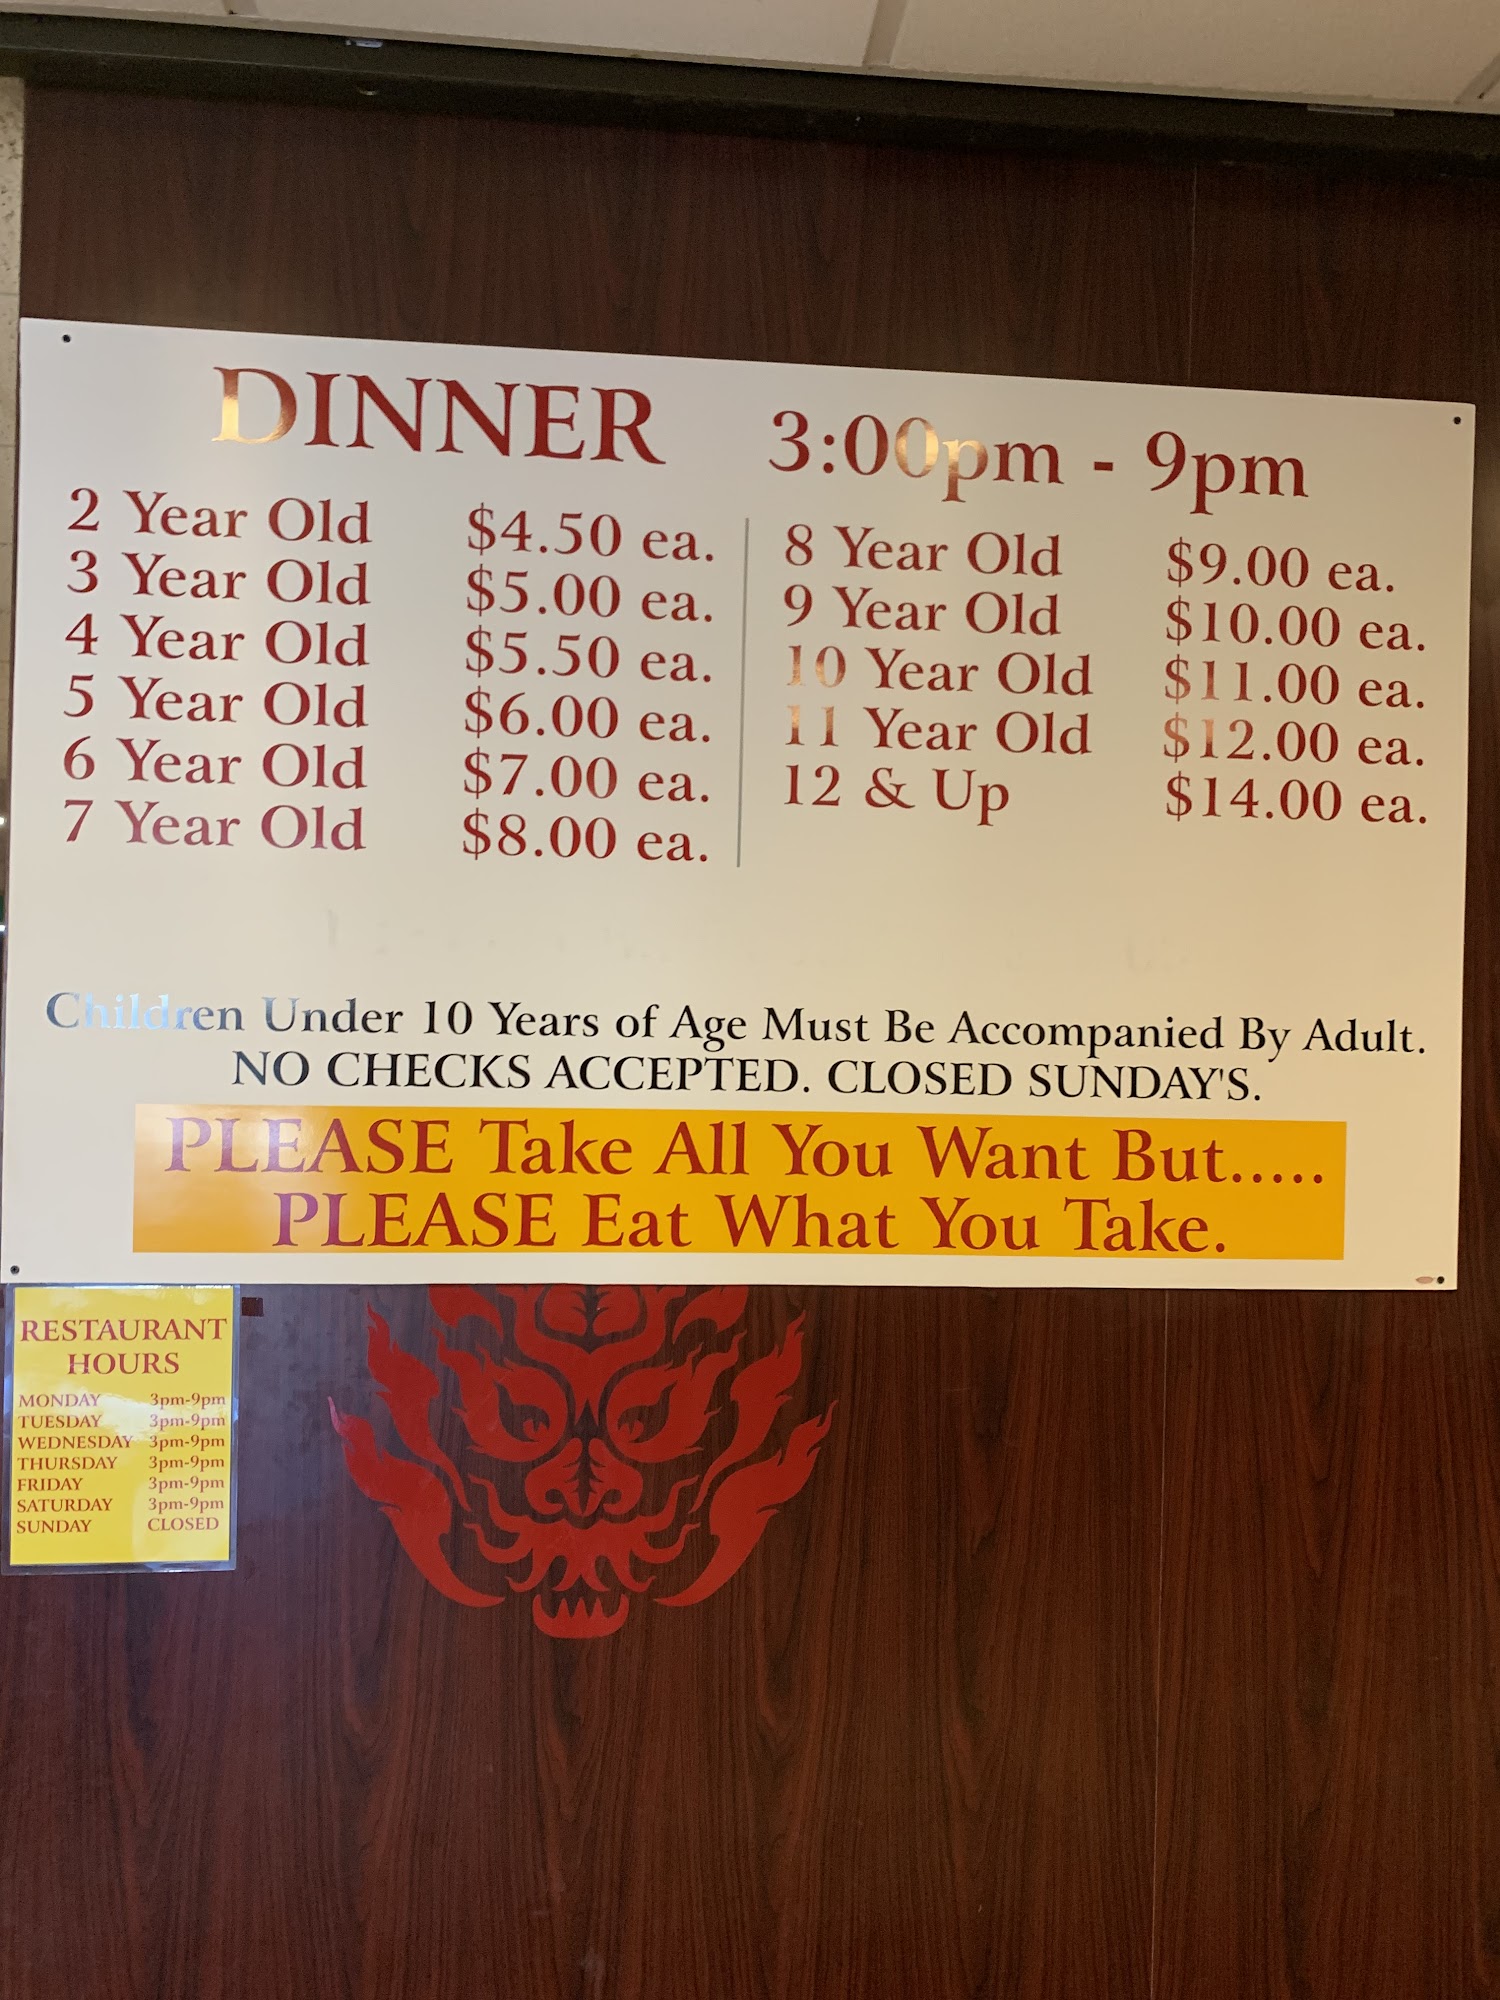 DINNER 3:00pm - 9pm
2 Year Old $4.50 ea.
3 Year Old $5.00 ea.
4 Year Old $5.50 ea.
5 Year Old $6.00 ea.
6 Year Old $7.00 ea.
7 Year Old $8.00 ea.
8 Year Old $9.00 ea.
9 Year Old $10.00 ea.
10 Year Old $11.00 ea.
11 Year Old $12.00 ea.
12 & Up $14.00 ea.
Children Under 10 Years of Age Must Be Accompanied By Adult.
NO CHECKS ACCEPTED. CLOSED SUNDAY'S.
PLEASE Take All You Want But.....
PLEASE Eat What You Take.
RESTAURANT
HOURS
MONDAY 3pm-9pm
TUESDAY 3pm-9pm
WEDNESDAY 3pm-9pm
THURSDAY 3pm-9pm
FRIDAY 3pm-9pm
SATURDAY 3pm-9pm
SUNDAY CLOSED